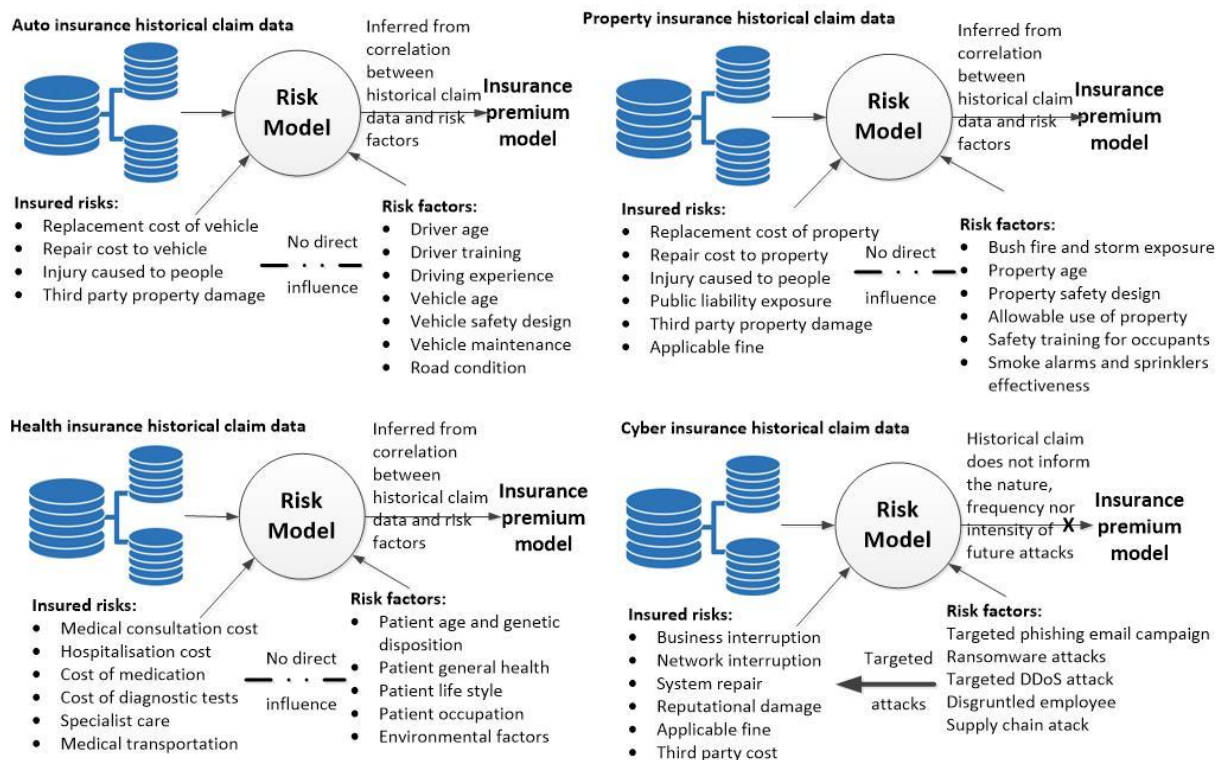 Auto insurance historical claim data
Inferred from
correlation
between
historical claim
data and risk
factors
Risk
Model
Insurance
premium
model
Insured risks:
• Replacement cost of vehicle
• Repair cost to vehicle
• Injury caused to people
• Third party property damage
No direct
influence
Risk factors:
• Driver age
• Driver training
• Driving experience
• Vehicle age
• Vehicle safety design
• Vehicle maintenance
• Road condition
Property insurance historical claim data
Inferred from
correlation
between
historical claim
data and risk
factors
Risk
Model
Insurance
premium
model
Insured risks:
• Replacement cost of property
• Repair cost to property
• Injury caused to people
• Public liability exposure
• Third party property damage
• Applicable fine
No direct
influence
Risk factors:
• Bush fire and storm exposure
• Property age
• Property safety design
• Allowable use of property
• Safety training for occupants
• Smoke alarms and sprinklers
effectiveness
Health insurance historical claim data
Inferred from
correlation
between
historical claim
data and risk
factors
Risk
Model
Insurance
premium
model
Insured risks:
• Medical consultation cost
• Hospitalisation cost
• Cost of medication
• Cost of diagnostic tests
• Specialist care
• Medical transportation
No direct
influence
Risk factors:
• Patient age and genetic
disposition
• Patient general health
• Patient life style
• Patient occupation
• Environmental factors
Cyber insurance historical claim data
Historical claim
does not inform
the nature,
frequency nor
intensity of
future attacks
X
Risk
Model
Insurance
premium
model
Insured risks:
• Business interruption
• Network interruption
• System repair
• Reputational damage
• Applicable fine
• Third party cost
Targeted
attacks
Risk factors:
Targeted phishing email campaign
Ransomware attacks
Targeted DDoS attack
Disgruntled employee
Supply chain atack